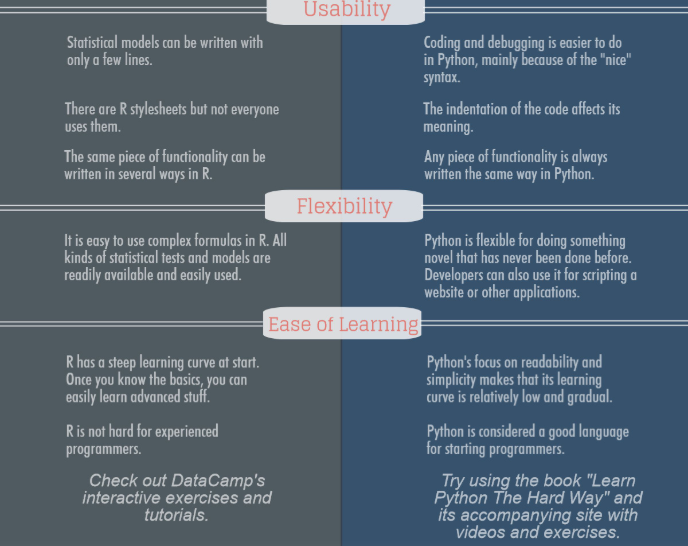 Usability
Statistical models can be written with
only a few lines.
There are R stylesheets but not everyone
uses them.
The same piece of functionality can be
written in several ways in R.
Coding and debugging is easier to do
in Python, mainly because of the "nice"
syntax.
The indentation of the code affects its
meaning.
Any piece of functionality is always
written the same way in Python.
Flexibility
It is easy to use complex formulas in R. All
kinds of statistical tests and models are
readily available and easily used.
Python is flexible for doing something
novel that has never been done before.
Developers can also use it for scripting a
website or other applications.
Ease of Learning
R has a steep learning curve at start.
Once you know the basics, you can
easily learn advanced stuff.
R is not hard for experienced
programmers.
Check out DataCamp's
interactive exercises and
tutorials.
Python's focus on readability and
simplicity makes that its learning
curve is relatively low and gradual.
Python is considered a good language
for starting programmers.
Try using the book "Learn
Python The Hard Way" and
its accompanying site with
videos and exercises.